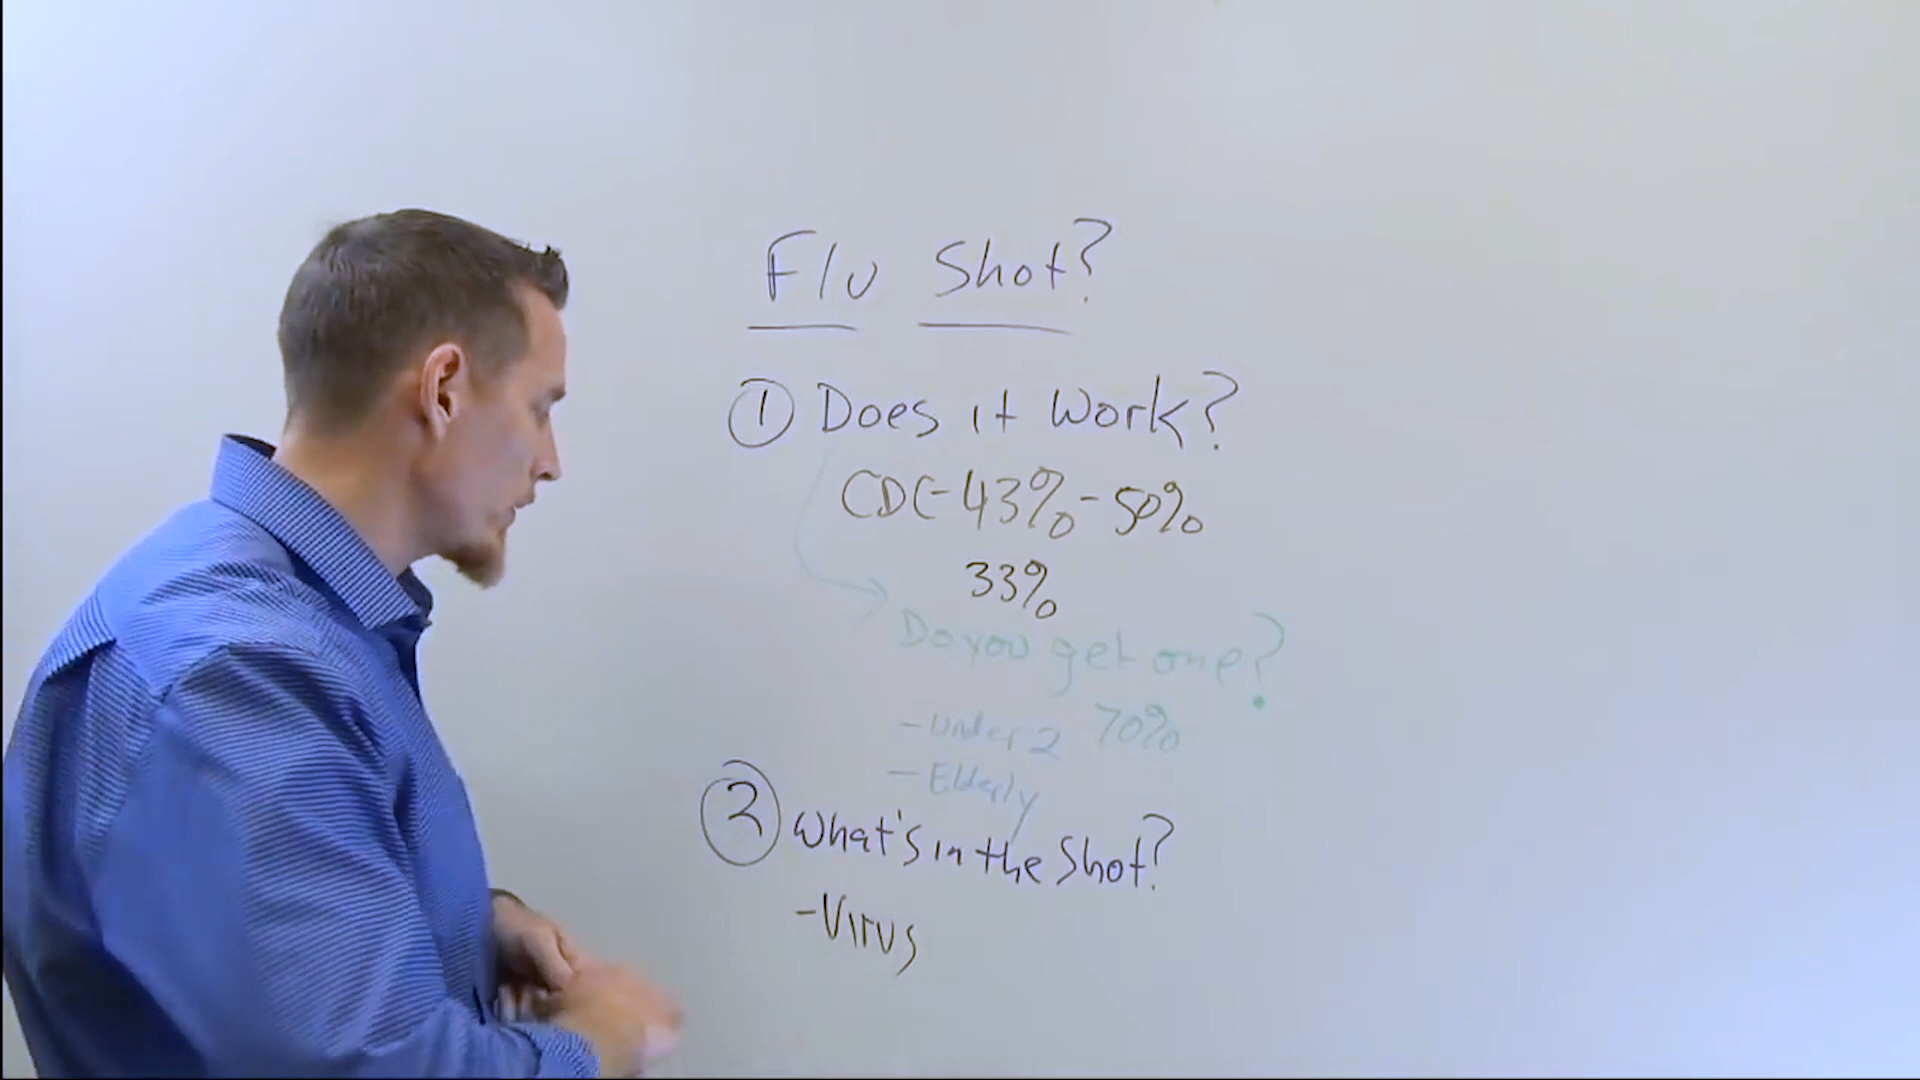 Flu Shot?
① Does it Work?
CDC-43%-50%
33%
Do you get one?
-Under 2 70%
-Elderly
② What's in the Shot?
-Virus